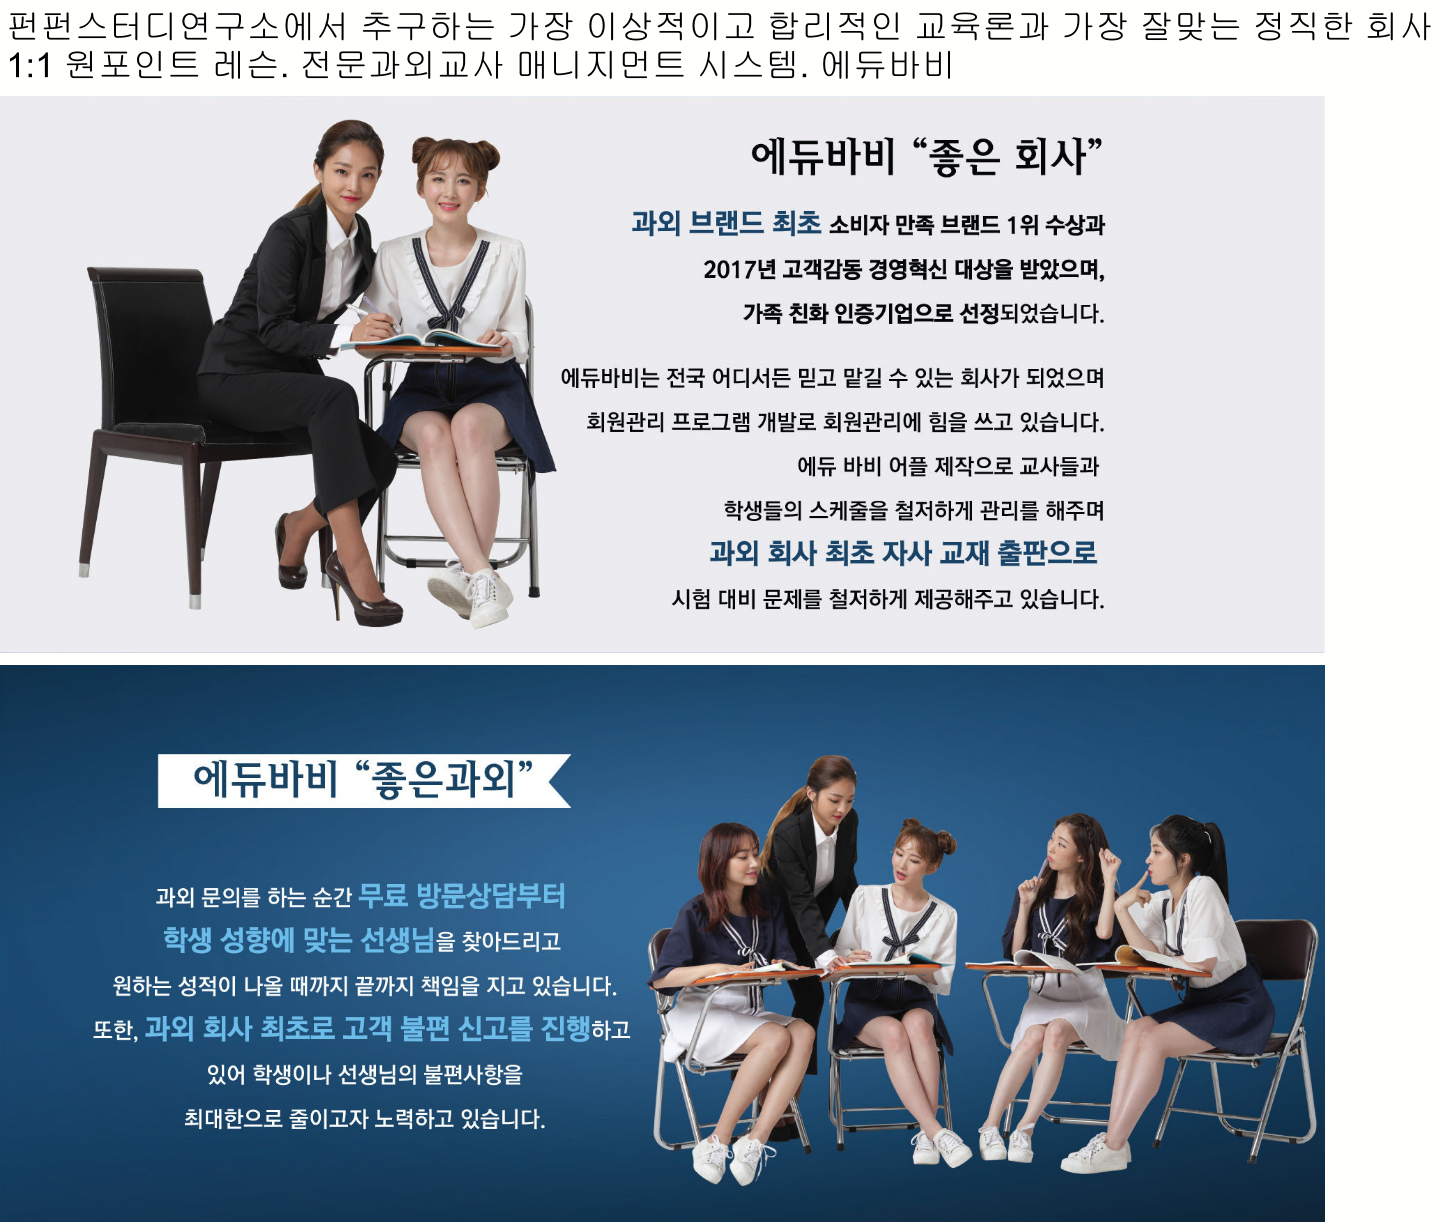 펀펀스터디연구소에서 추구하는 가장 이상적이고 합리적인 교육론과 가장 잘맞는 정직한 회사
1:1 원포인트 레슨. 전문과외교사 매니지먼트 시스템. 에듀바비
에듀바비 “좋은 회사”
과외 브랜드 최초 소비자 만족 브랜드 1위 수상과
2017년 고객감동 경영혁신 대상을 받았으며,
가족 친화 인증기업으로 선정되었습니다.
에듀바비는 전국 어디서든 믿고 맡길 수 있는 회사가 되었으며
회원관리 프로그램 개발로 회원관리에 힘을 쓰고 있습니다.
에듀 바비 어플 제작으로 교사들과
학생들의 스케줄을 철저하게 관리를 해주며
과외 회사 최초 자사 교재 출판으로
시험 대비 문제를 철저하게 제공해주고 있습니다.
에듀바비 “좋은과외”
과외 문의를 하는 순간 무료 방문상담부터
학생 성향에 맞는 선생님을 찾아드리고
원하는 성적이 나올 때까지 끝까지 책임을 지고 있습니다.
또한, 과외 회사 최초로 고객 불편 신고를 진행하고
있어 학생이나 선생님의 불편사항을
최대한으로 줄이고자 노력하고 있습니다.